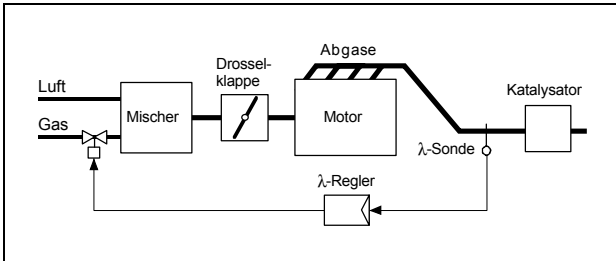 Abgase
Drossel-
klappe
Luft
Katalysator
Gas
Mischer
Motor
λ-Sonde
λ-Regler